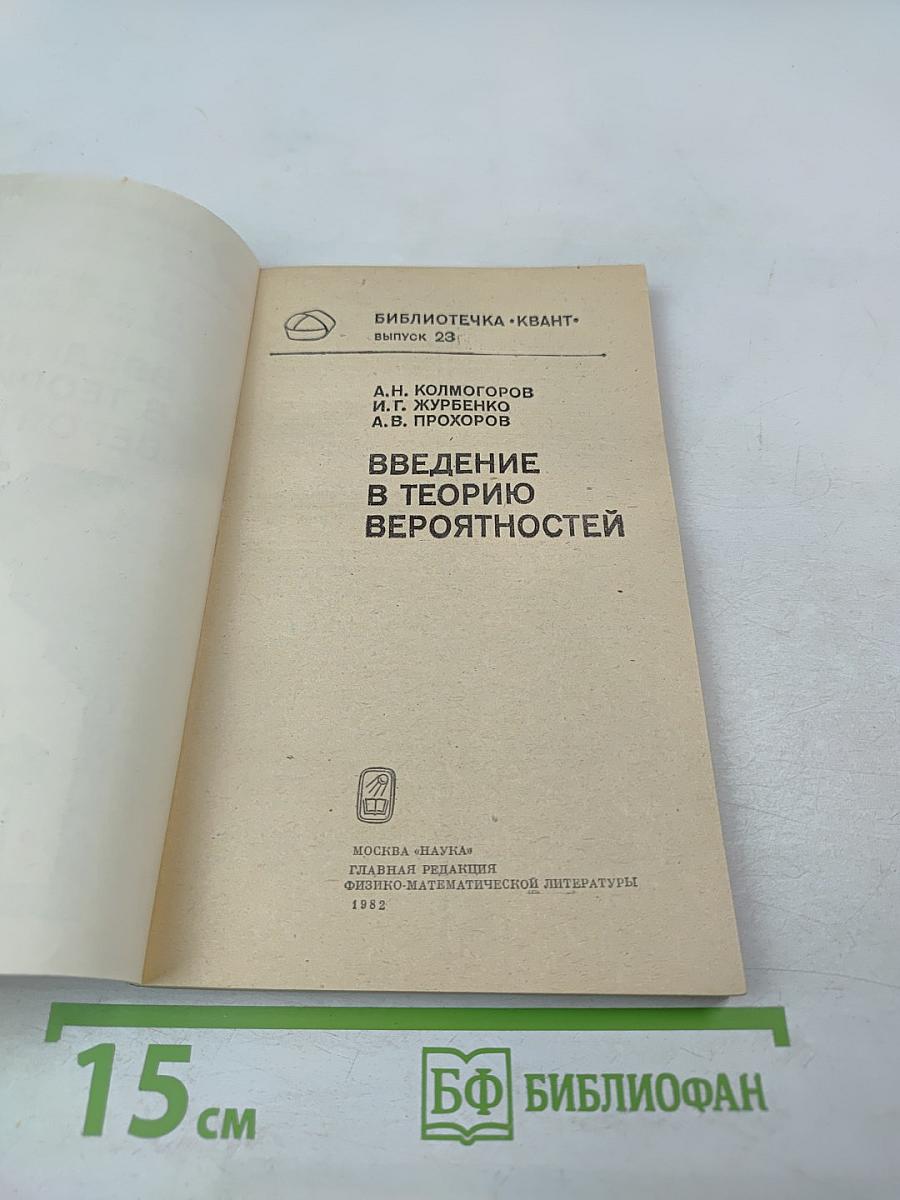 БИБЛИОТЕЧКА •КВАНТ•
ВЫПУСК 23
А.Н. КОЛМОГОРОВ
И.Г. ЖУРБЕНКО
А.В. ПРОХОРОВ
ВВЕДЕНИЕ
В ТЕОРИЮ
ВЕРОЯТНОСТЕЙ
МОСКВА «НАУКА»
ГЛАВНАЯ РЕДАКЦИЯ
ФИЗИКО-МАТЕМАТИЧЕСКОЙ ЛИТЕРАТУРЫ
1982
15 см
БФ БИБЛИОФАН